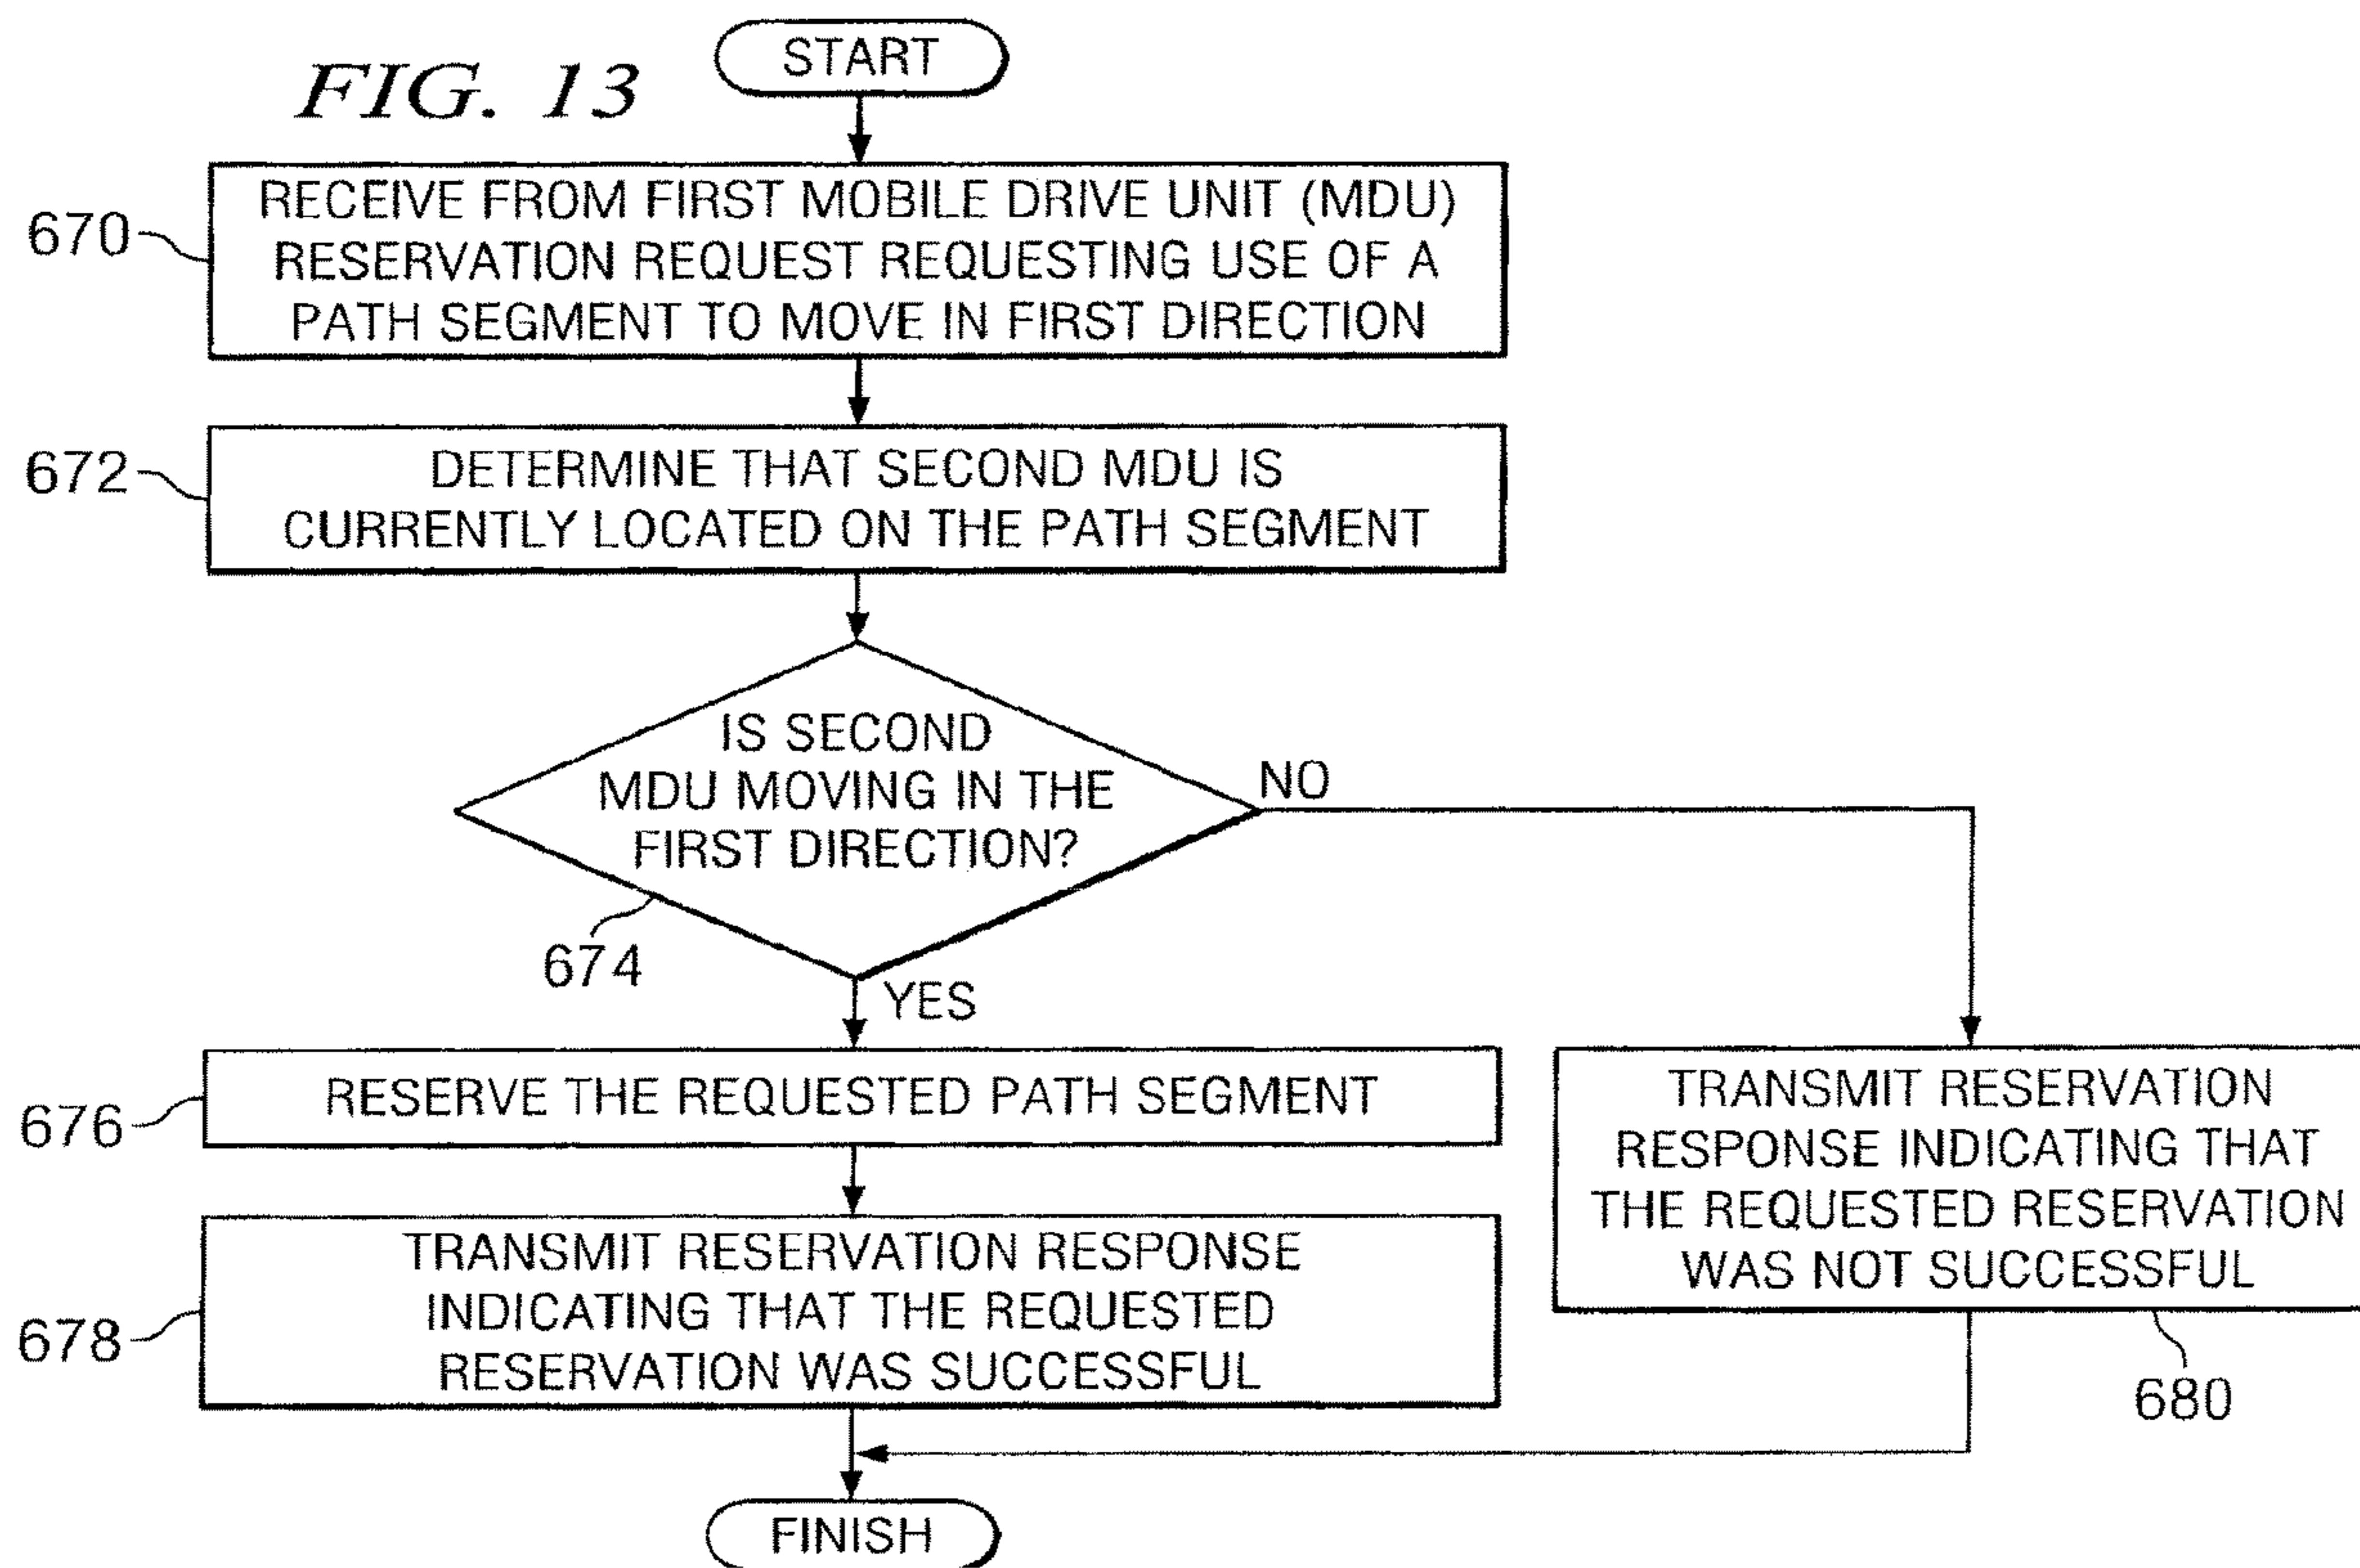 FIG. 13
START
RECEIVE FROM FIRST MOBILE DRIVE UNIT (MDU)
RESERVATION REQUEST REQUESTING USE OF A
PATH SEGMENT TO MOVE IN FIRST DIRECTION
670
DETERMINE THAT SECOND MDU IS
CURRENTLY LOCATED ON THE PATH SEGMENT
672
IS SECOND
MDU MOVING IN THE
FIRST DIRECTION?
674
NO
YES
RESERVE THE REQUESTED PATH SEGMENT
676
TRANSMIT RESERVATION RESPONSE
INDICATING THAT THE REQUESTED
RESERVATION WAS SUCCESSFUL
678
TRANSMIT RESERVATION
RESPONSE INDICATING THAT
THE REQUESTED RESERVATION
WAS NOT SUCCESSFUL
680
FINISH